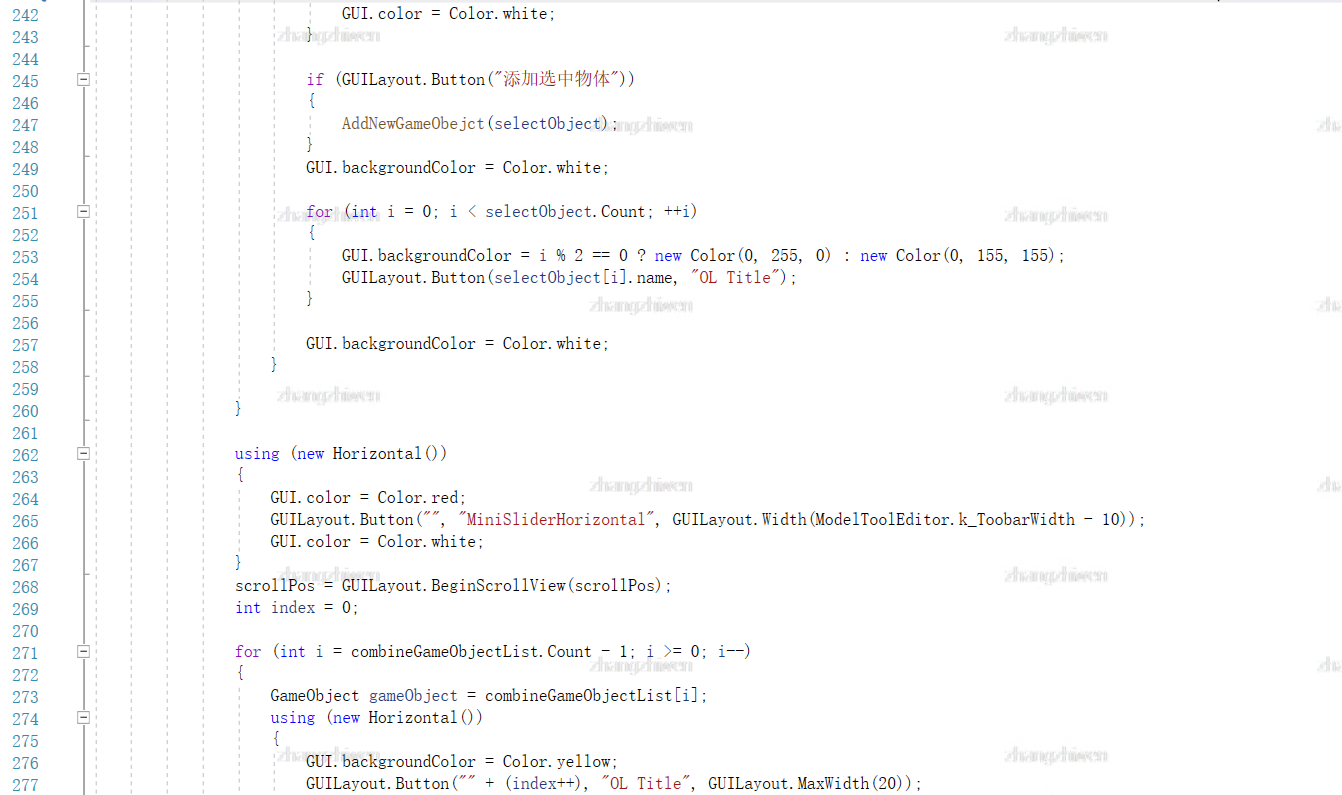 242 GUI.color = Color.white;
243 }
244
245 if (GUILayout.Button("添加选中物体"))
246 {
247 AddNewGameObejct(selectObject);
248 }
249 GUI.backgroundColor = Color.white;
250
251 for (int i = 0; i < selectObject.Count; ++i)
252 {
253 GUI.backgroundColor = i % 2 == 0 ? new Color(0, 255, 0) : new Color(0, 155, 155);
254 GUILayout.Button(selectObject[i].name, "OL Title");
255 }
256
257 GUI.backgroundColor = Color.white;
258 }
259
260 }
261
262 using (new Horizontal())
263 {
264 GUI.color = Color.red;
265 GUILayout.Button("", "MiniSliderHorizontal", GUILayout.Width(ModelToolEditor.k_ToobarWidth - 10));
266 GUI.color = Color.white;
267 }
268 scrollPos = GUILayout.BeginScrollView(scrollPos);
269 int index = 0;
270
271 for (int i = combineGameObjectList.Count - 1; i >= 0; i--)
272 {
273 GameObject gameObject = combineGameObjectList[i];
274 using (new Horizontal())
275 {
276 GUI.backgroundColor = Color.yellow;
277 GUILayout.Button("" + (index++), "OL Title", GUILayout.MaxWidth(20));